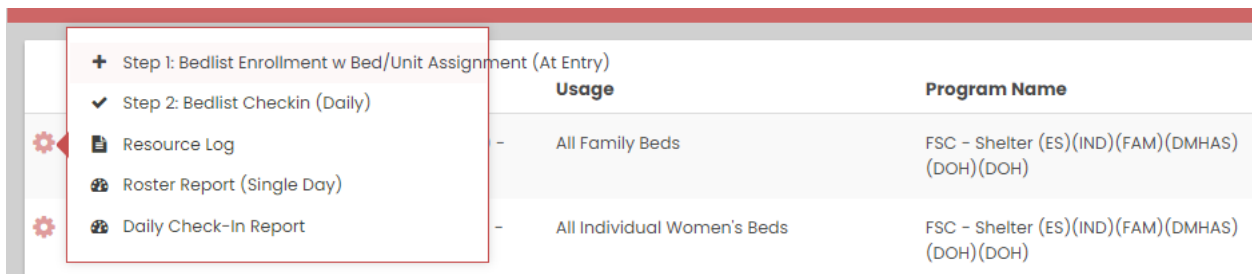 Step 1: Bedlist Enrollment w Bed/Unit Assignment (At Entry)
Usage
Program Name
Step 2: Bedlist Checkin (Daily)
Resource Log
-
All Family Beds
FSC - Shelter (ES)(IND)(FAM)(DMHAS)
(DOH)(DOH)
Roster Report (Single Day)
Daily Check-In Report
-
All Individual Women's Beds
FSC - Shelter (ES)(IND)(FAM)(DMHAS)
(DOH)(DOH)